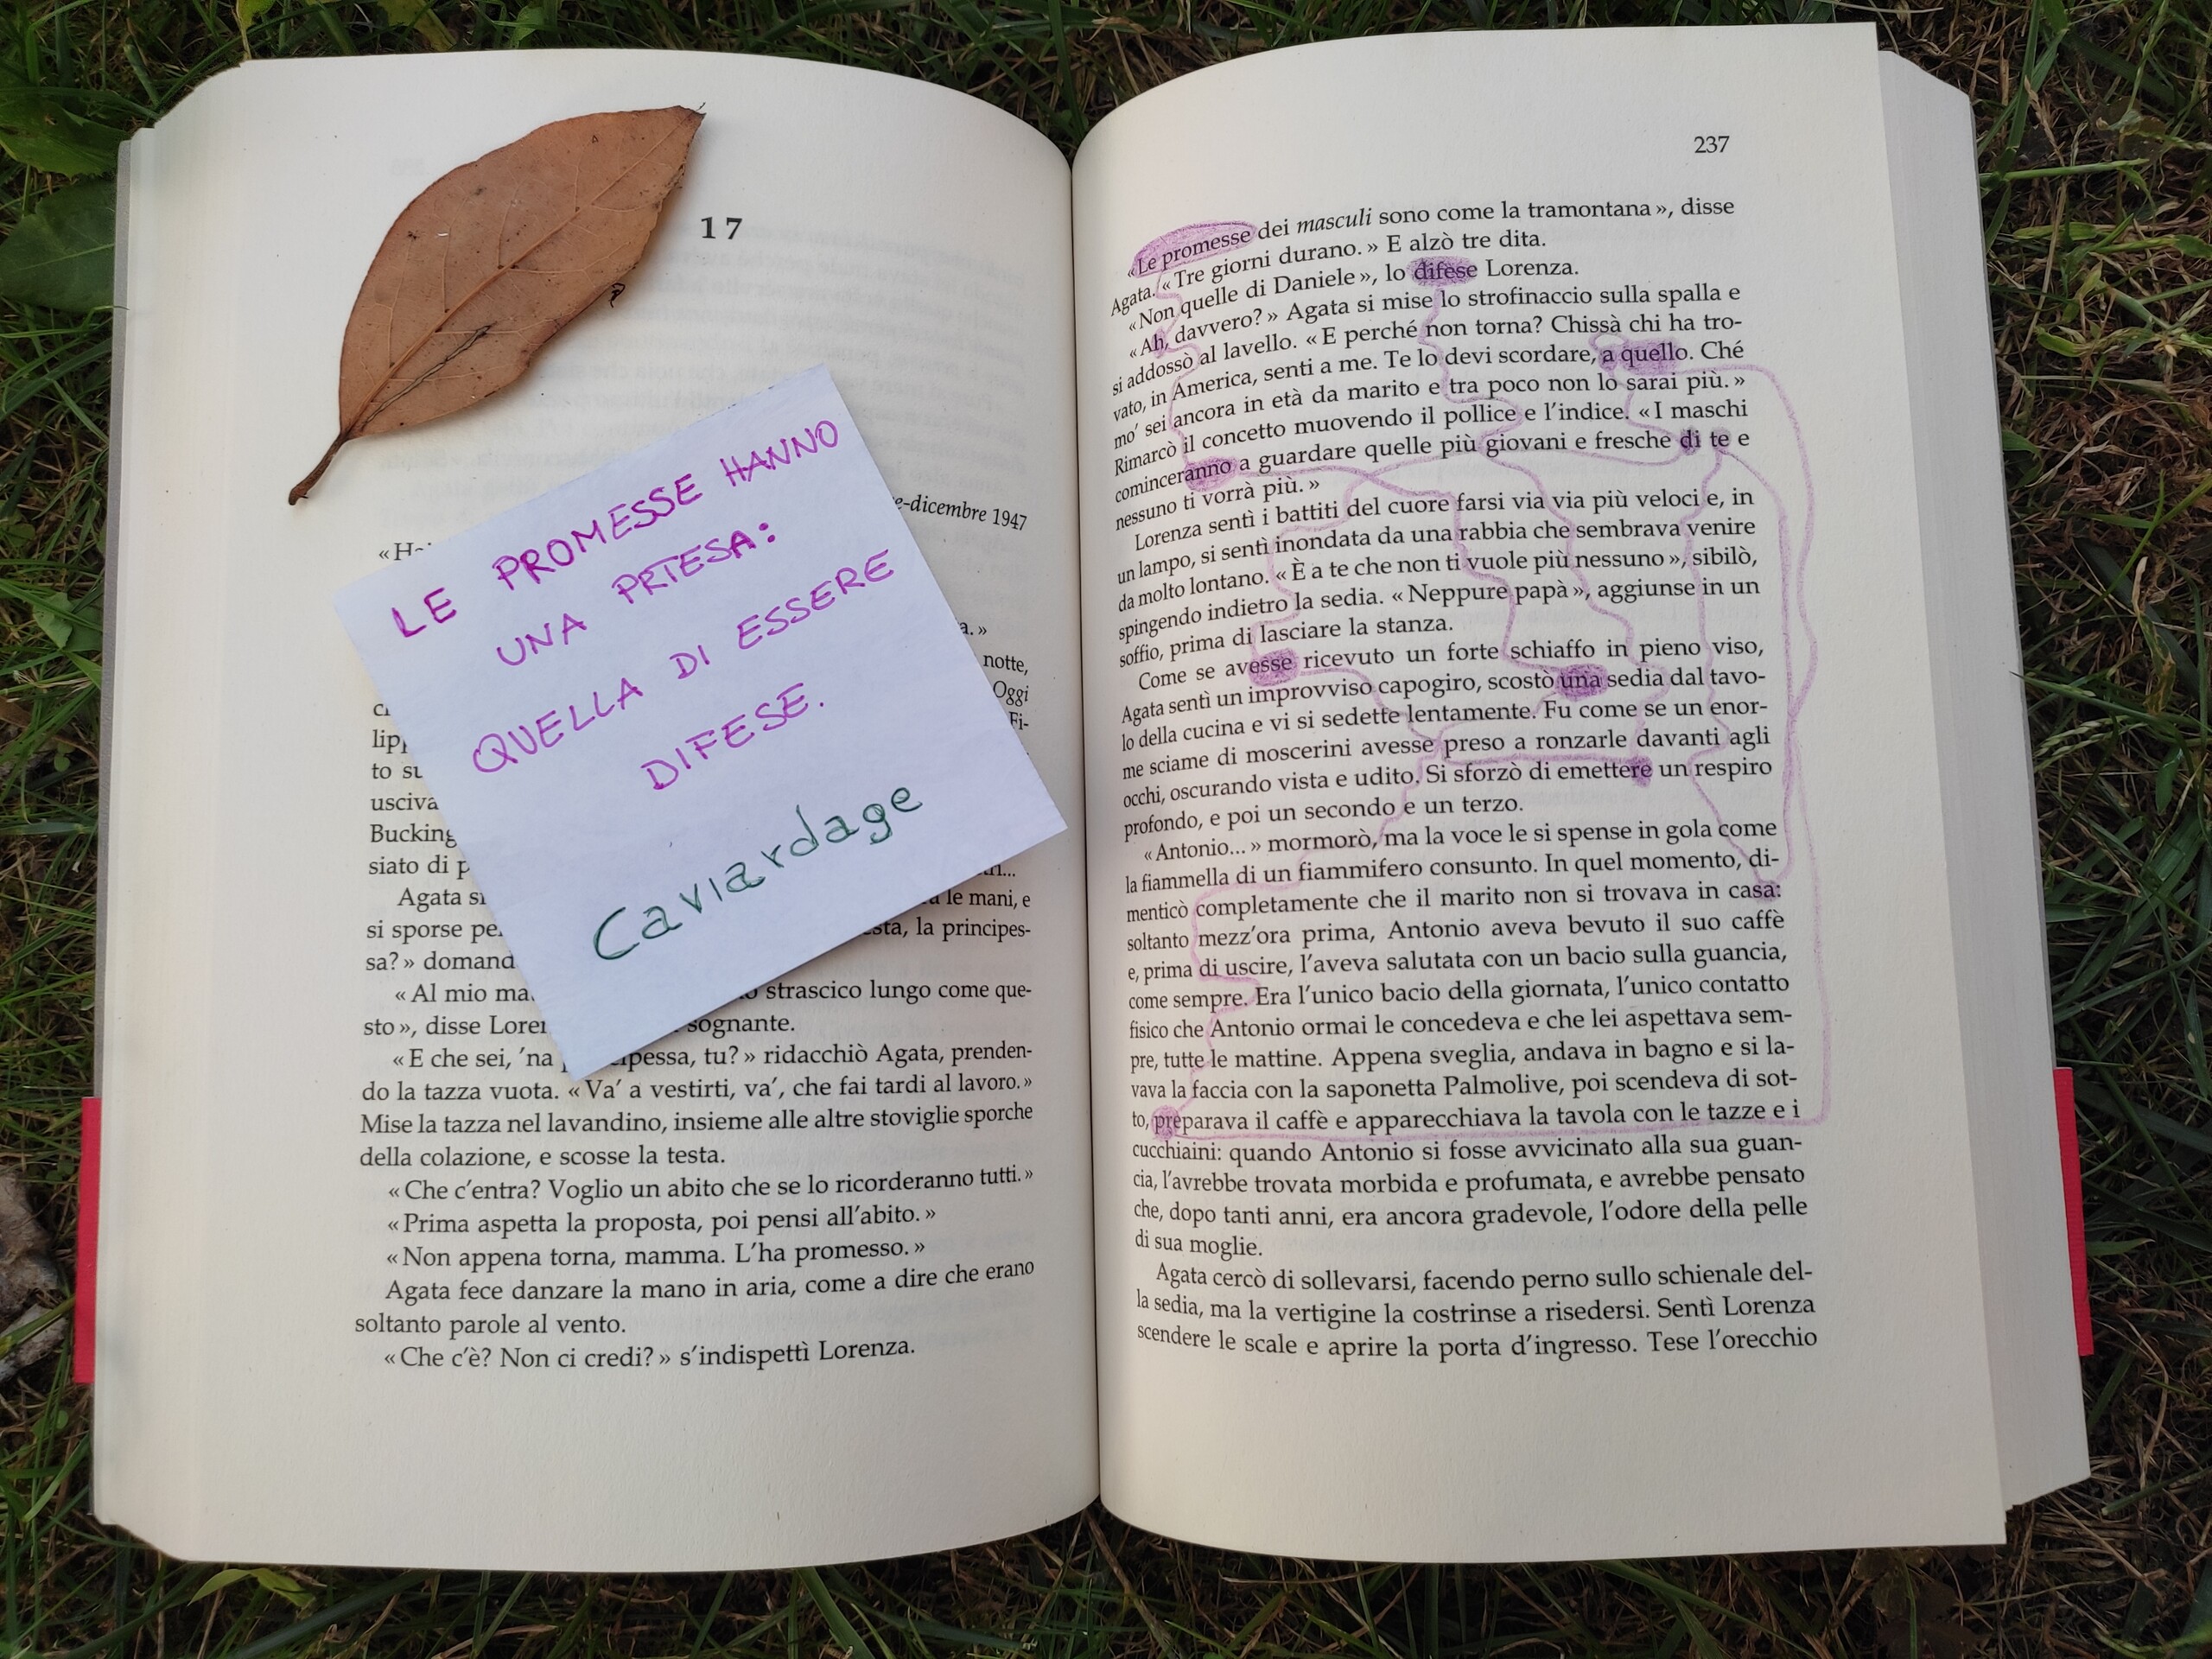 17
-dicembre 1947
a.»
notte,
Oggi
lipp
Fi-
to su
usciva
Bucking
siato di p
Agata si
le mani, e
si sporse pe
sta, la principes-
sa?» domand
«Al mio ma
strascico lungo come que-
sto», disse Loren
sognante.
«E che sei, ’na
ipessa, tu?» ridacchiò Agata, prenden-
do la tazza vuota. «Va’ a vestirti, va’, che fai tardi al lavoro.»
Mise la tazza nel lavandino, insieme alle altre stoviglie sporche
della colazione, e scosse la testa.
«Che c’entra? Voglio un abito che se lo ricorderanno tutti.»
«Prima aspetta la proposta, poi pensi all’abito.»
«Non appena torna, mamma. L’ha promesso.»
Agata fece danzare la mano in aria, come a dire che erano
soltanto parole al vento.
«Che c’è? Non ci credi?» s’indispettì Lorenza.
LE PROMESSE HANNO
UNA PRTESA:
QUELLA DI ESSERE
DIFESE.
Caviardage
237
«Le promesse dei masculi sono come la tramontana», disse
Agata. «Tre giorni durano.» E alzò tre dita.
«Non quelle di Daniele», lo difese Lorenza.
«Ah, davvero?» Agata si mise lo strofinaccio sulla spalla e
si addossò al lavello. «E perché non torna? Chissà chi ha tro-
vato, in America, senti a me. Te lo devi scordare, a quello. Ché
mo’ sei ancora in età da marito e tra poco non lo sarai più.»
Rimarcò il concetto muovendo il pollice e l’indice. «I maschi
cominceranno a guardare quelle più giovani e fresche di te e
nessuno ti vorrà più.»
Lorenza sentì i battiti del cuore farsi via via più veloci e, in
un lampo, si sentì inondata da una rabbia che sembrava venire
da molto lontano. «È a te che non ti vuole più nessuno», sibilò,
spingendo indietro la sedia. «Neppure papà», aggiunse in un
soffio, prima di lasciare la stanza.
Come se avesse ricevuto un forte schiaffo in pieno viso,
Agata sentì un improvviso capogiro, scostò una sedia dal tavo-
lo della cucina e vi si sedette lentamente. Fu come se un enor-
me sciame di moscerini avesse preso a ronzarle davanti agli
occhi, oscurando vista e udito. Si sforzò di emettere un respiro
profondo, e poi un secondo e un terzo.
«Antonio...» mormorò, ma la voce le si spense in gola come
la fiammella di un fiammifero consunto. In quel momento, di-
menticò completamente che il marito non si trovava in casa:
soltanto mezz’ora prima, Antonio aveva bevuto il suo caffè
e, prima di uscire, l’aveva salutata con un bacio sulla guancia,
come sempre. Era l’unico bacio della giornata, l’unico contatto
fisico che Antonio ormai le concedeva e che lei aspettava sem-
pre, tutte le mattine. Appena sveglia, andava in bagno e si la-
vava la faccia con la saponetta Palmolive, poi scendeva di sot-
to, preparava il caffè e apparecchiava la tavola con le tazze e i
cucchiaini: quando Antonio si fosse avvicinato alla sua guan-
cia, l’avrebbe trovata morbida e profumata, e avrebbe pensato
che, dopo tanti anni, era ancora gradevole, l’odore della pelle
di sua moglie.
Agata cercò di sollevarsi, facendo perno sullo schienale del-
la sedia, ma la vertigine la costrinse a risedersi. Sentì Lorenza
scendere le scale e aprire la porta d’ingresso. Tese l’orecchio